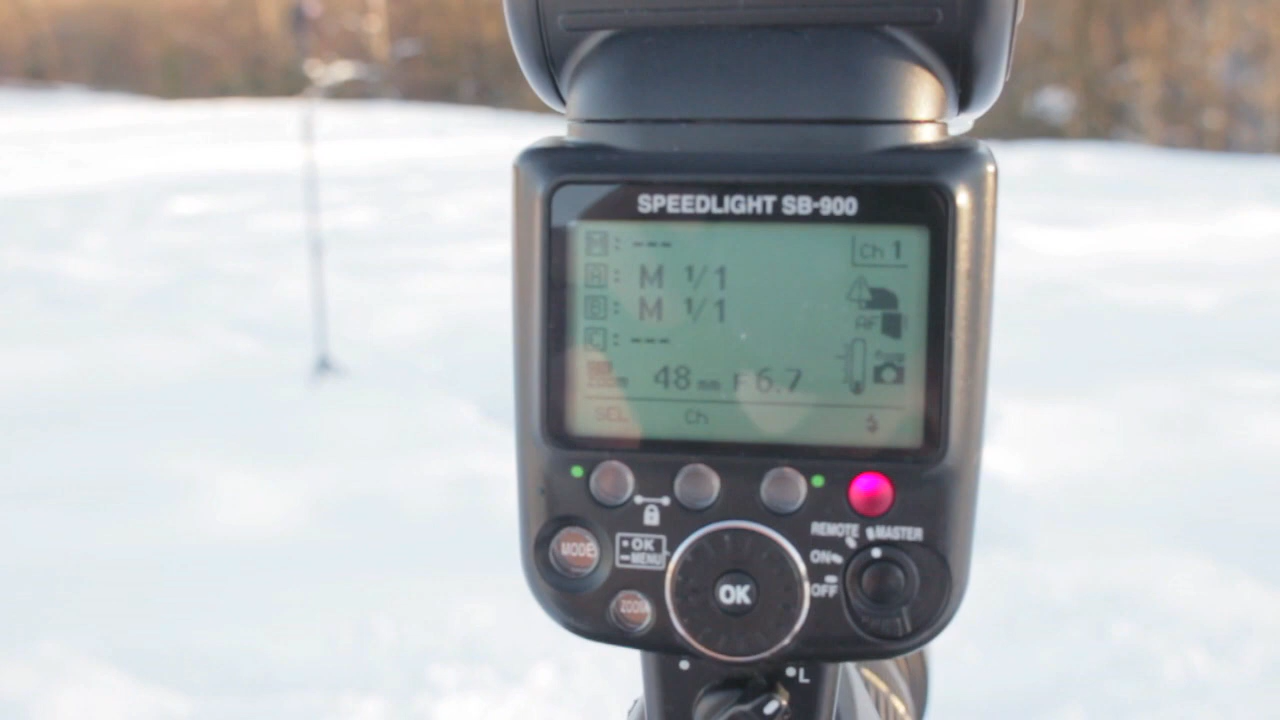 SPEEDLIGHT SB-900
M : --- Ch 1
A : M 1/1
B : M 1/1
C : --- AF
zoom 48 mm F 6.7
SEL Ch
REMOTE MASTER
MODE OK MENU ON
OK OFF
ZOOM
L